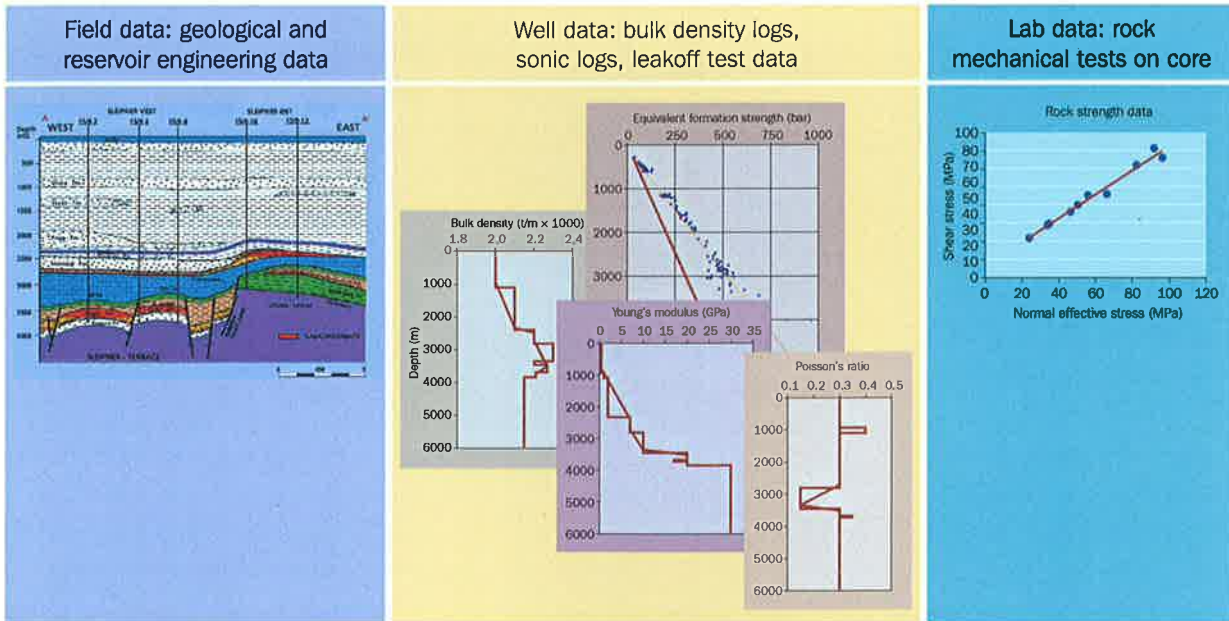 Field data: geological and
reservoir engineering data
Well data: bulk density logs,
sonic logs, leakoff test data
Lab data: rock
mechanical tests on core
SLEIPNER VEST
SLEIPNER ØST
WEST
EAST
SLEIPNER - TERRACE
Equivalent formation strength (bar)
0 250 500 750 1000
0
1000
2000
3000
Bulk density (t/m × 1000)
1.8 2.0 2.2 2.4
Depth (m)
0
1000
2000
3000
4000
5000
6000
Young's modulus (GPa)
0 5 10 15 20 25 30 35
0
1000
2000
3000
4000
5000
6000
Poisson's ratio
0.1 0.2 0.3 0.4 0.5
0
1000
2000
3000
4000
5000
6000
Rock strength data
Shear stress (MPa)
100
80
70
60
50
40
30
20
10
0
0 20 40 60 80 100 120
Normal effective stress (MPa)